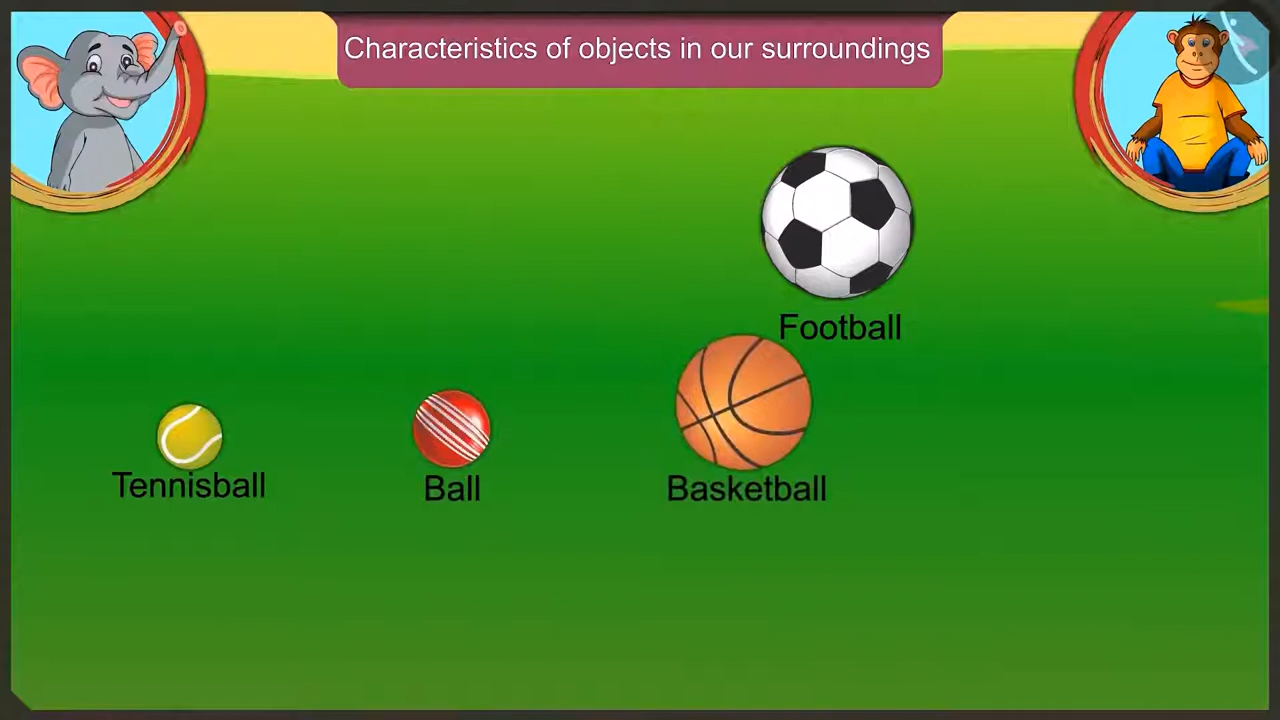 Characteristics of objects in our surroundings
Football
Tennisball
Ball
Basketball